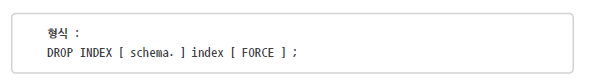 형식 :
DROP INDEX [ schema. ] index [ FORCE ] ;